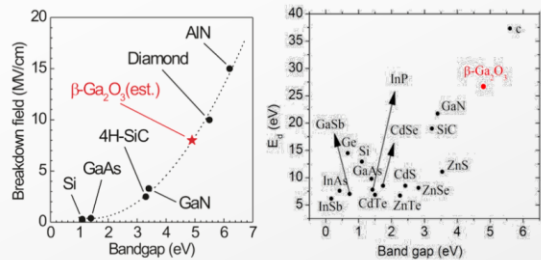 Breakdown field (MV/cm)
20
15
10
5
0
AlN
Diamond
β-Ga2O3(est.)
4H-SiC
Si
GaAs
GaN
0 1 2 3 4 5 6 7
Bandgap (eV)
Ed (eV)
40
35
30
25
20
15
10
5
c
β-Ga2O3
InP
GaN
GaSb
CdSe
SiC
Ge
Si
GaAs
CdS
ZnS
InAs
ZnSe
InSb
CdTe
ZnTe
0 1 2 3 4 5 6
Band gap (eV)